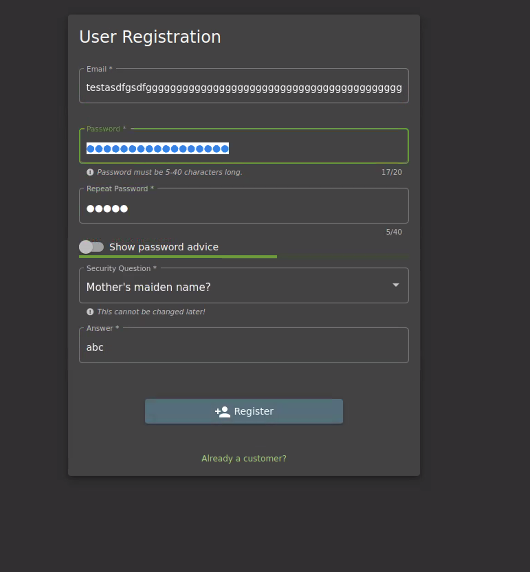 User Registration
Email *
testasdfgsdfgggggggggggggggggggggggggggggggggggggggggg
Password *
●●●●●●●●●●●●●●●●●
Password must be 5-40 characters long.
17/20
Repeat Password *
●●●●●
5/40
Show password advice
Security Question *
Mother's maiden name?
This cannot be changed later!
Answer *
abc
Register
Already a customer?